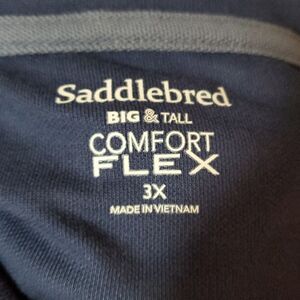 Saddlebred
BIG & TALL
COMFORT
FLEX
3X
MADE IN VIETNAM